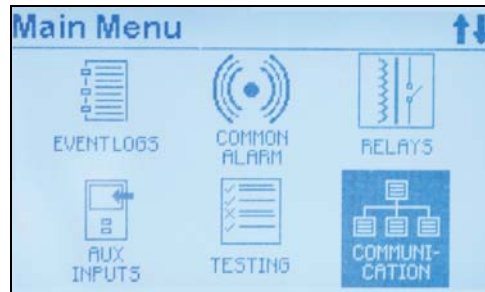 Main Menu
EVENTLOGS
COMMON
ALARM
RELAYS
AUX
INPUTS
TESTING
COMMUNI-
CATION